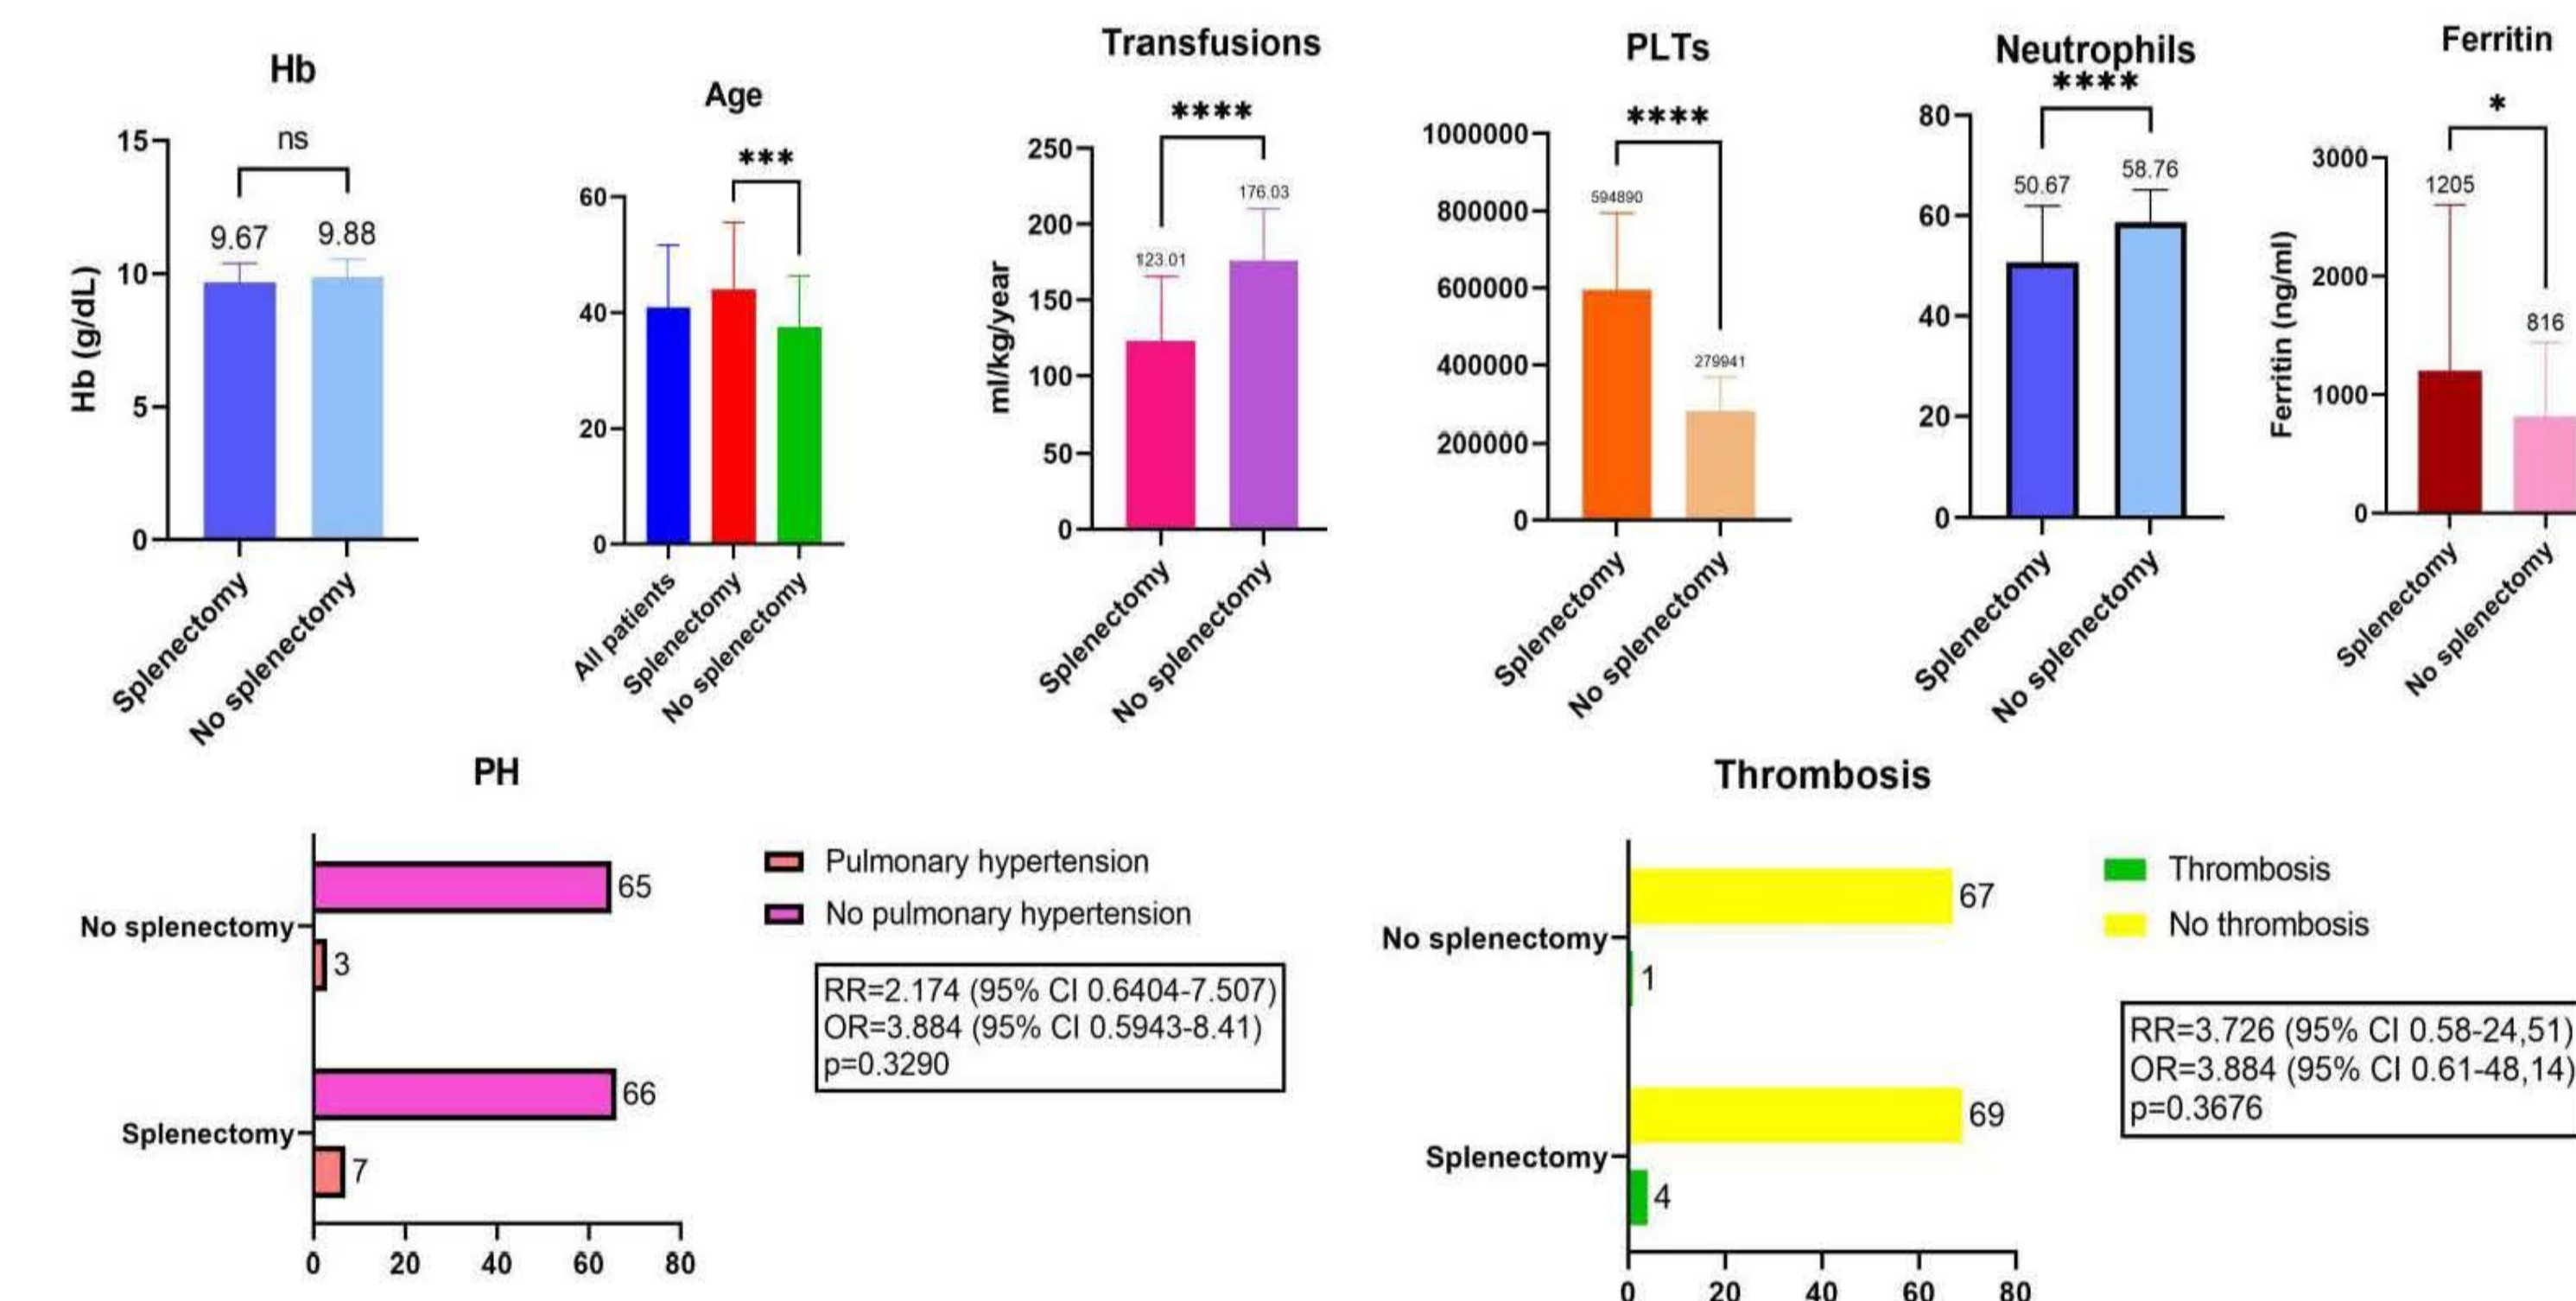 Hb
ns
9.67
9.88
15
10
5
0
Hb (g/dL)
Splenectomy
No splenectomy
Age
***
60
40
20
0
All patients
Splenectomy
No splenectomy
Transfusions
****
176.03
123.01
250
200
150
100
50
0
ml/kg/year
Splenectomy
No splenectomy
PLTs
****
594890
279941
1000000
800000
600000
400000
200000
0
Splenectomy
No splenectomy
Neutrophils
****
50.67
58.76
80
60
40
20
0
Splenectomy
No splenectomy
Ferritin
*
1205
816
3000
2000
1000
0
Ferritin (ng/ml)
Splenectomy
No splenectomy
PH
No splenectomy
65
3
Splenectomy
66
7
0 20 40 60 80
Pulmonary hypertension
No pulmonary hypertension
RR=2.174 (95% CI 0.6404-7.507)
OR=3.884 (95% CI 0.5943-8.41)
p=0.3290
Thrombosis
No splenectomy
67
1
Splenectomy
69
4
0 20 40 60 80
Thrombosis
No thrombosis
RR=3.726 (95% CI 0.58-24,51)
OR=3.884 (95% CI 0.61-48,14)
p=0.3676